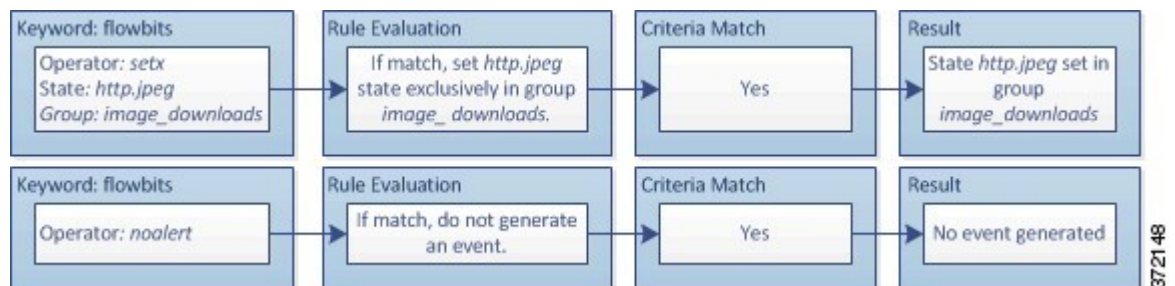 Keyword: flowbits
Operator: setx
State: http.jpeg
Group: image_downloads
Rule Evaluation
If match, set http.jpeg
state exclusively in group
image_ downloads.
Criteria Match
Yes
Result
State http.jpeg set in
group
image_downloads
Keyword: flowbits
Operator: noalert
Rule Evaluation
If match, do not generate
an event.
Criteria Match
Yes
Result
No event generated
372148